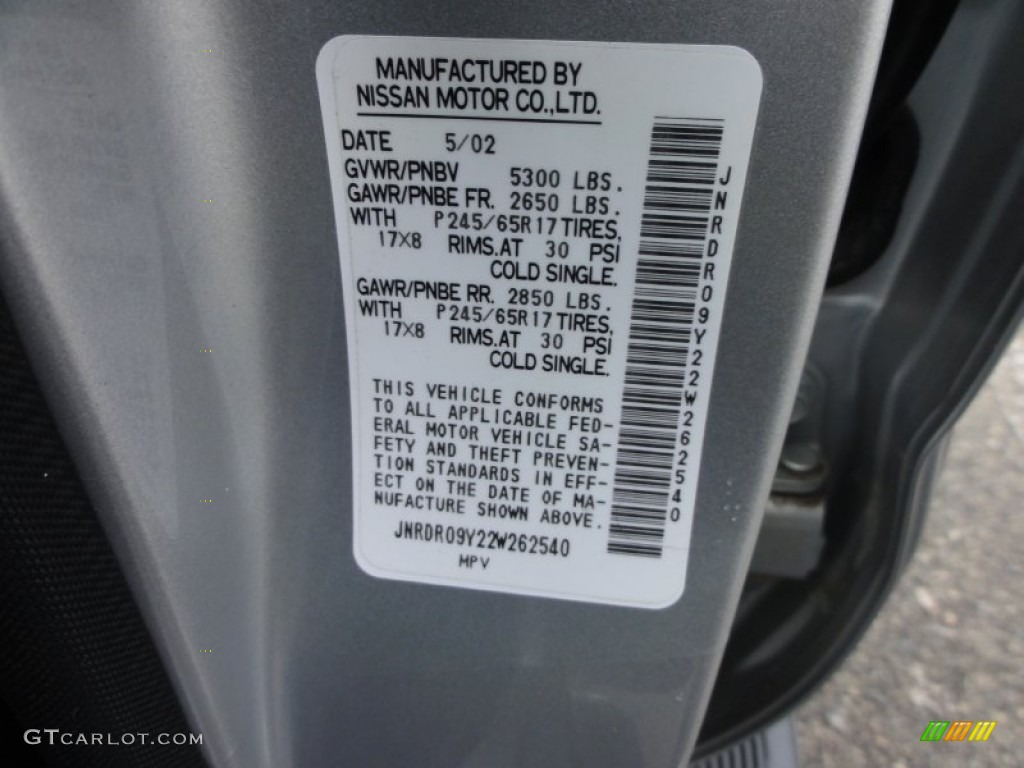 MANUFACTURED BY
NISSAN MOTOR CO.,LTD.
DATE 5/02
GVWR/PNBV 5300 LBS.
GAWR/PNBE FR. 2650 LBS.
WITH P245/65R17 TIRES,
17X8 RIMS.AT 30 PSI
COLD SINGLE.
GAWR/PNBE RR. 2850 LBS.
WITH P245/65R17 TIRES,
17X8 RIMS.AT 30 PSI
COLD SINGLE.
THIS VEHICLE CONFORMS
TO ALL APPLICABLE FED-
ERAL MOTOR VEHICLE SA-
FETY AND THEFT PREVEN-
TION STANDARDS IN EFF-
ECT ON THE DATE OF MA-
NUFACTURE SHOWN ABOVE.
JNRDR09Y22W262540
MPV
JNRDR09Y22W262540
GTCARLOT.COM